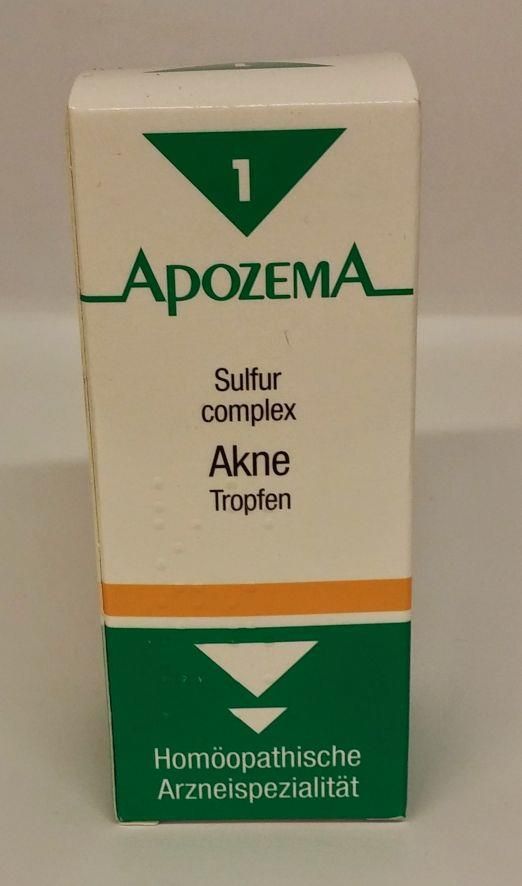 1
APOZEMA
Sulfur
complex
Akne
Tropfen
Homöopathische
Arzneispezialität